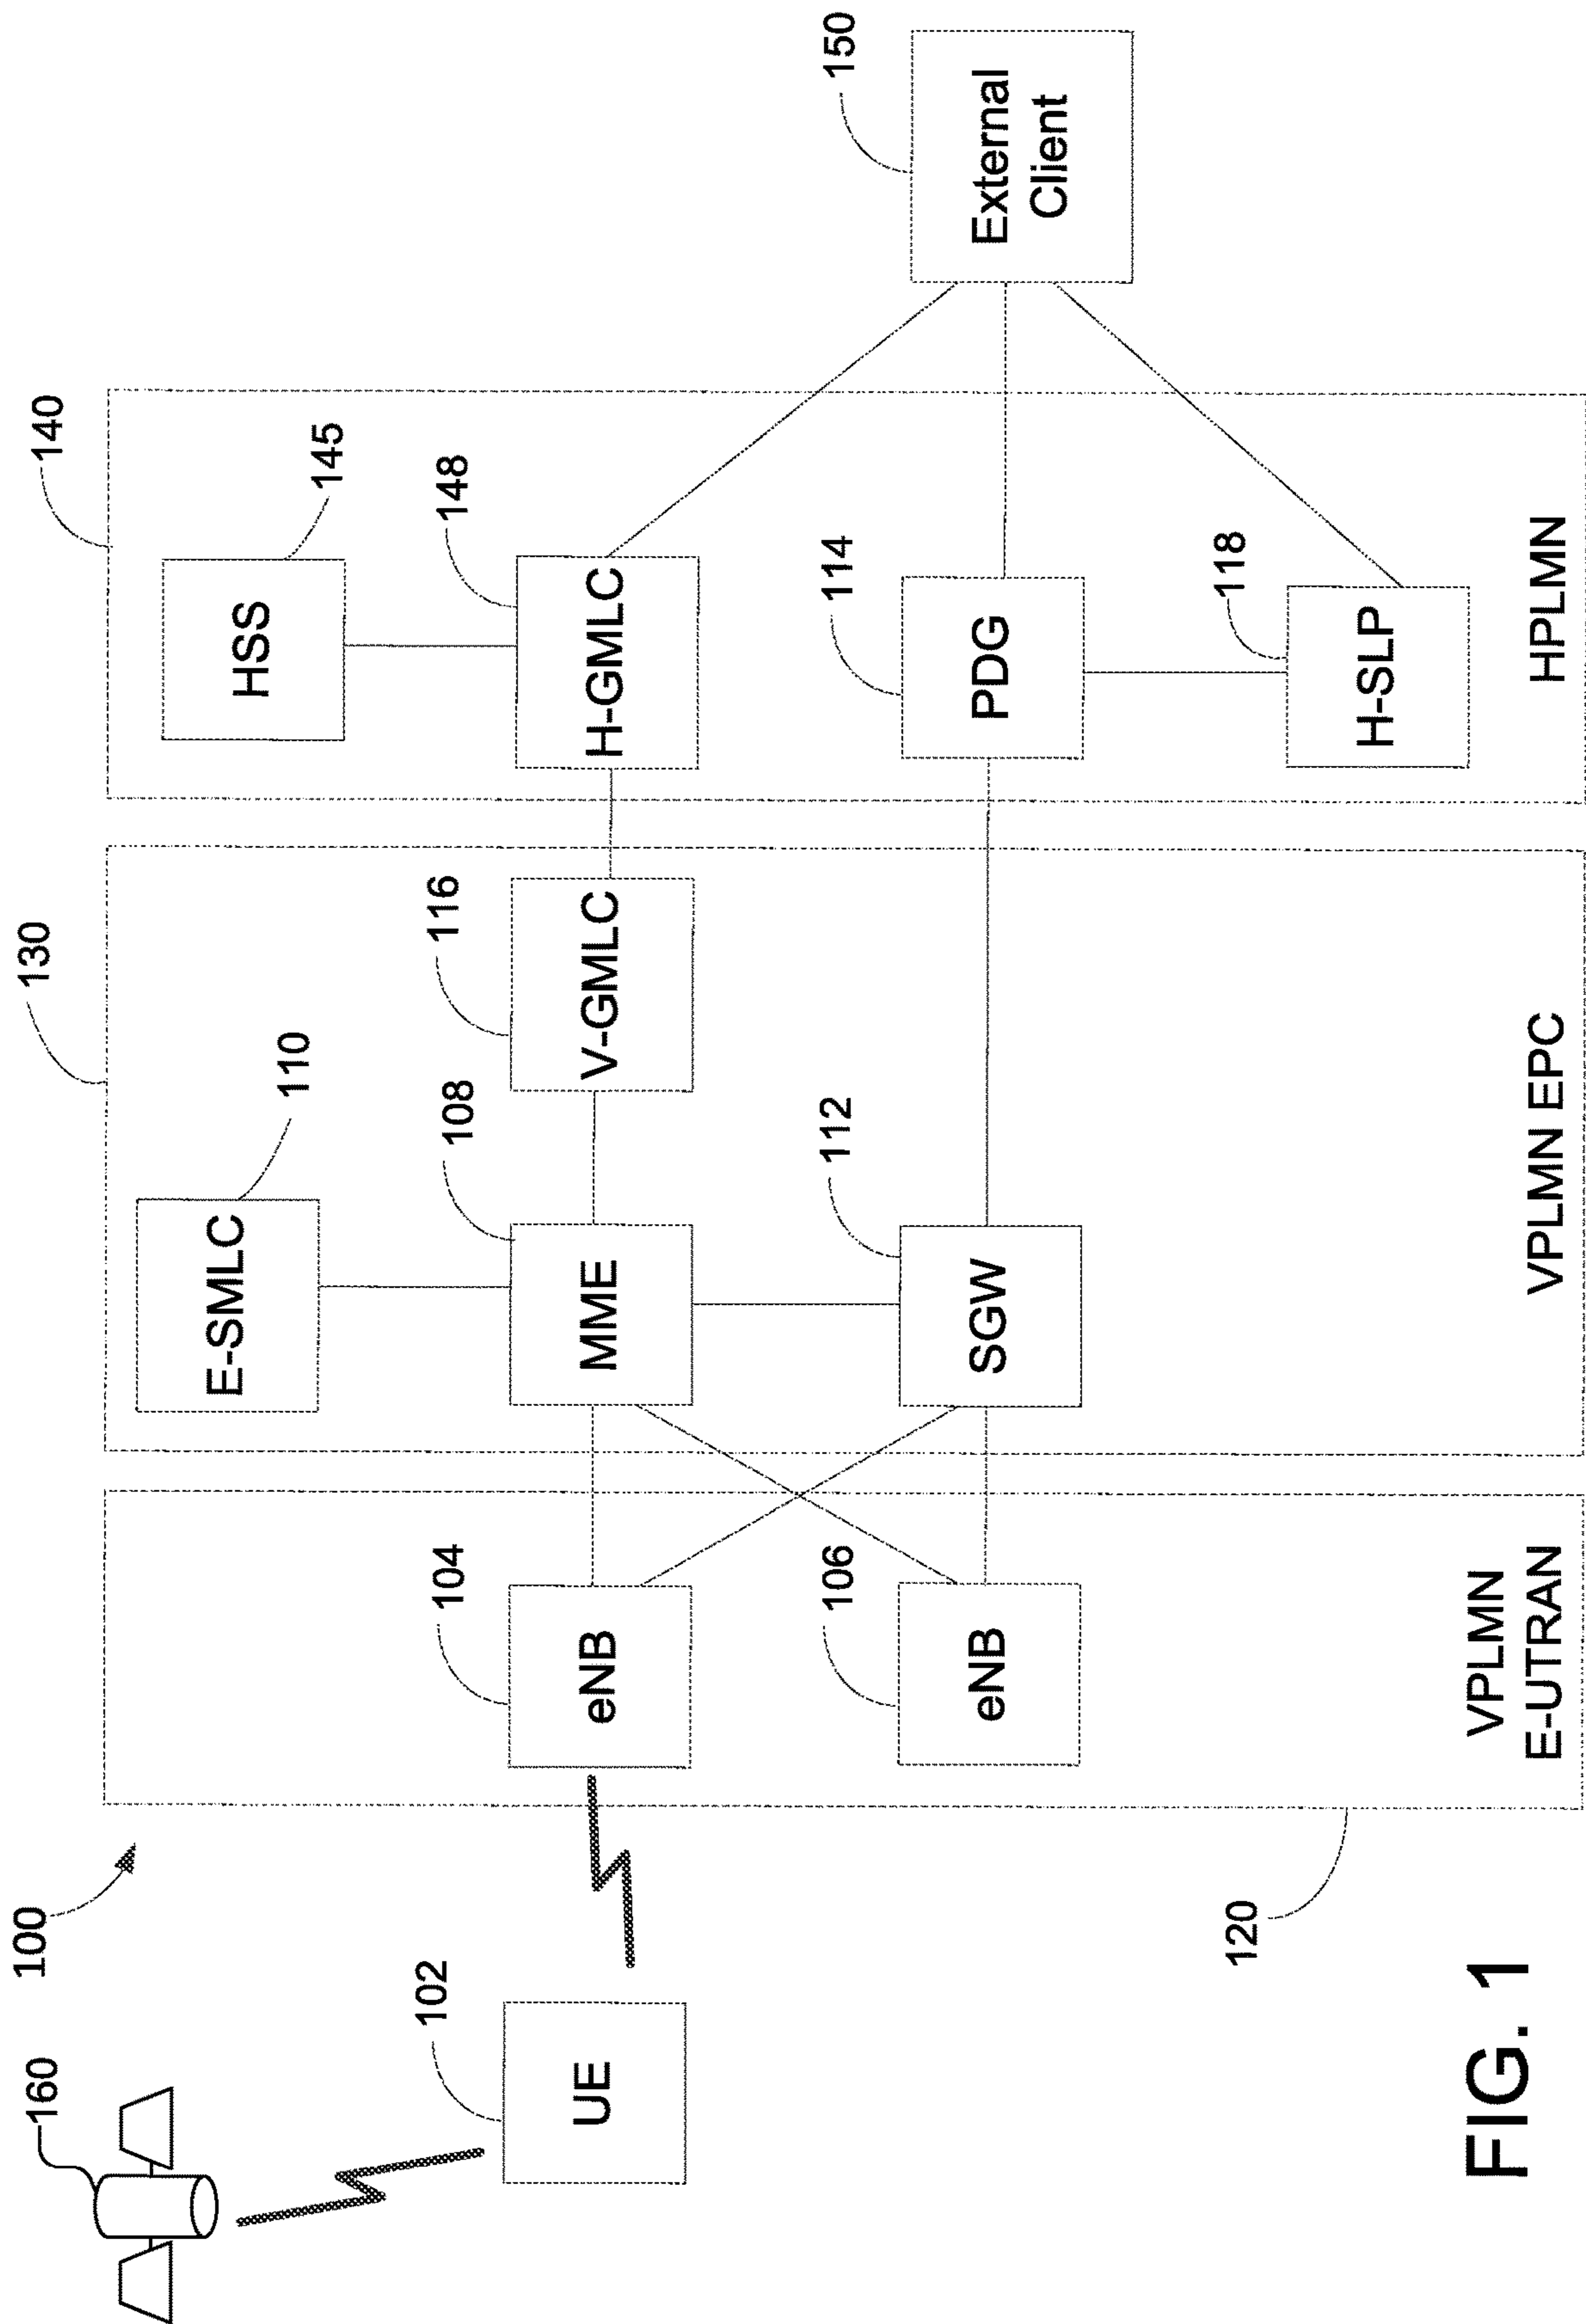 100
160
102
UE
120
VPLMN
E-UTRAN
104
eNB
106
eNB
130
VPLMN EPC
110
E-SMLC
108
MME
116
V-GMLC
112
SGW
140
HPLMN
145
HSS
148
H-GMLC
114
PDG
118
H-SLP
150
External
Client
FIG. 1